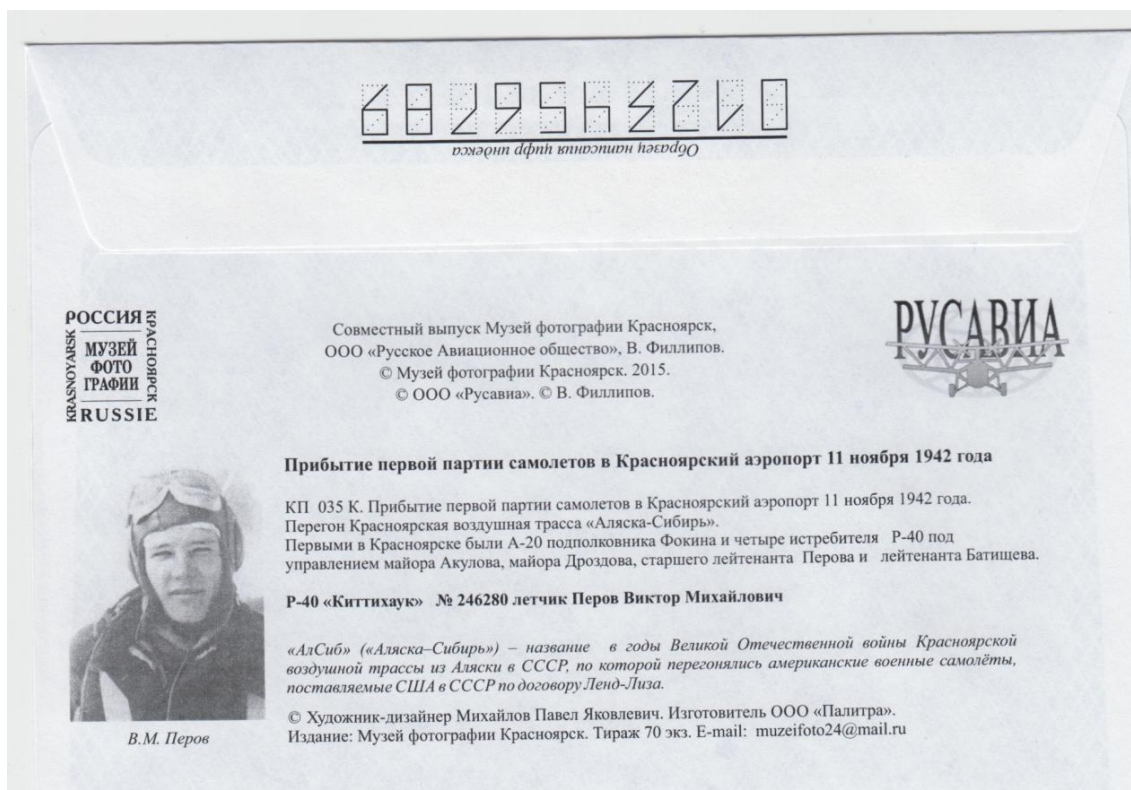 0123456789
Образец написания цифр индекса
РОССИЯ
KRASNOYARSK
КРАСНОЯРСК
МУЗЕЙ
ФОТО
ГРАФИИ
RUSSIE
Совместный выпуск Музей фотографии Красноярск,
ООО «Русское Авиационное общество», В. Филлипов.
© Музей фотографии Красноярск. 2015.
© ООО «Русавиа». © В. Филлипов.
РУСАВИА
Прибытие первой партии самолетов в Красноярский аэропорт 11 ноября 1942 года
КП 035 К. Прибытие первой партии самолетов в Красноярский аэропорт 11 ноября 1942 года.
Перегон Красноярская воздушная трасса «Аляска-Сибирь».
Первыми в Красноярске были А-20 подполковника Фокина и четыре истребителя Р-40 под
управлением майора Акулова, майора Дроздова, старшего лейтенанта Перова и лейтенанта Батищева.
Р-40 «Киттихаук» № 246280 летчик Перов Виктор Михайлович
«АлСиб» («Аляска–Сибирь») – название в годы Великой Отечественной войны Красноярской
воздушной трассы из Аляски в СССР, по которой перегонялись американские военные самолёты,
поставляемые США в СССР по договору Ленд-Лиза.
© Художник-дизайнер Михайлов Павел Яковлевич. Изготовитель ООО «Палитра».
Издание: Музей фотографии Красноярск. Тираж 70 экз. E-mail: muzeifoto24@mail.ru
В.М. Перов